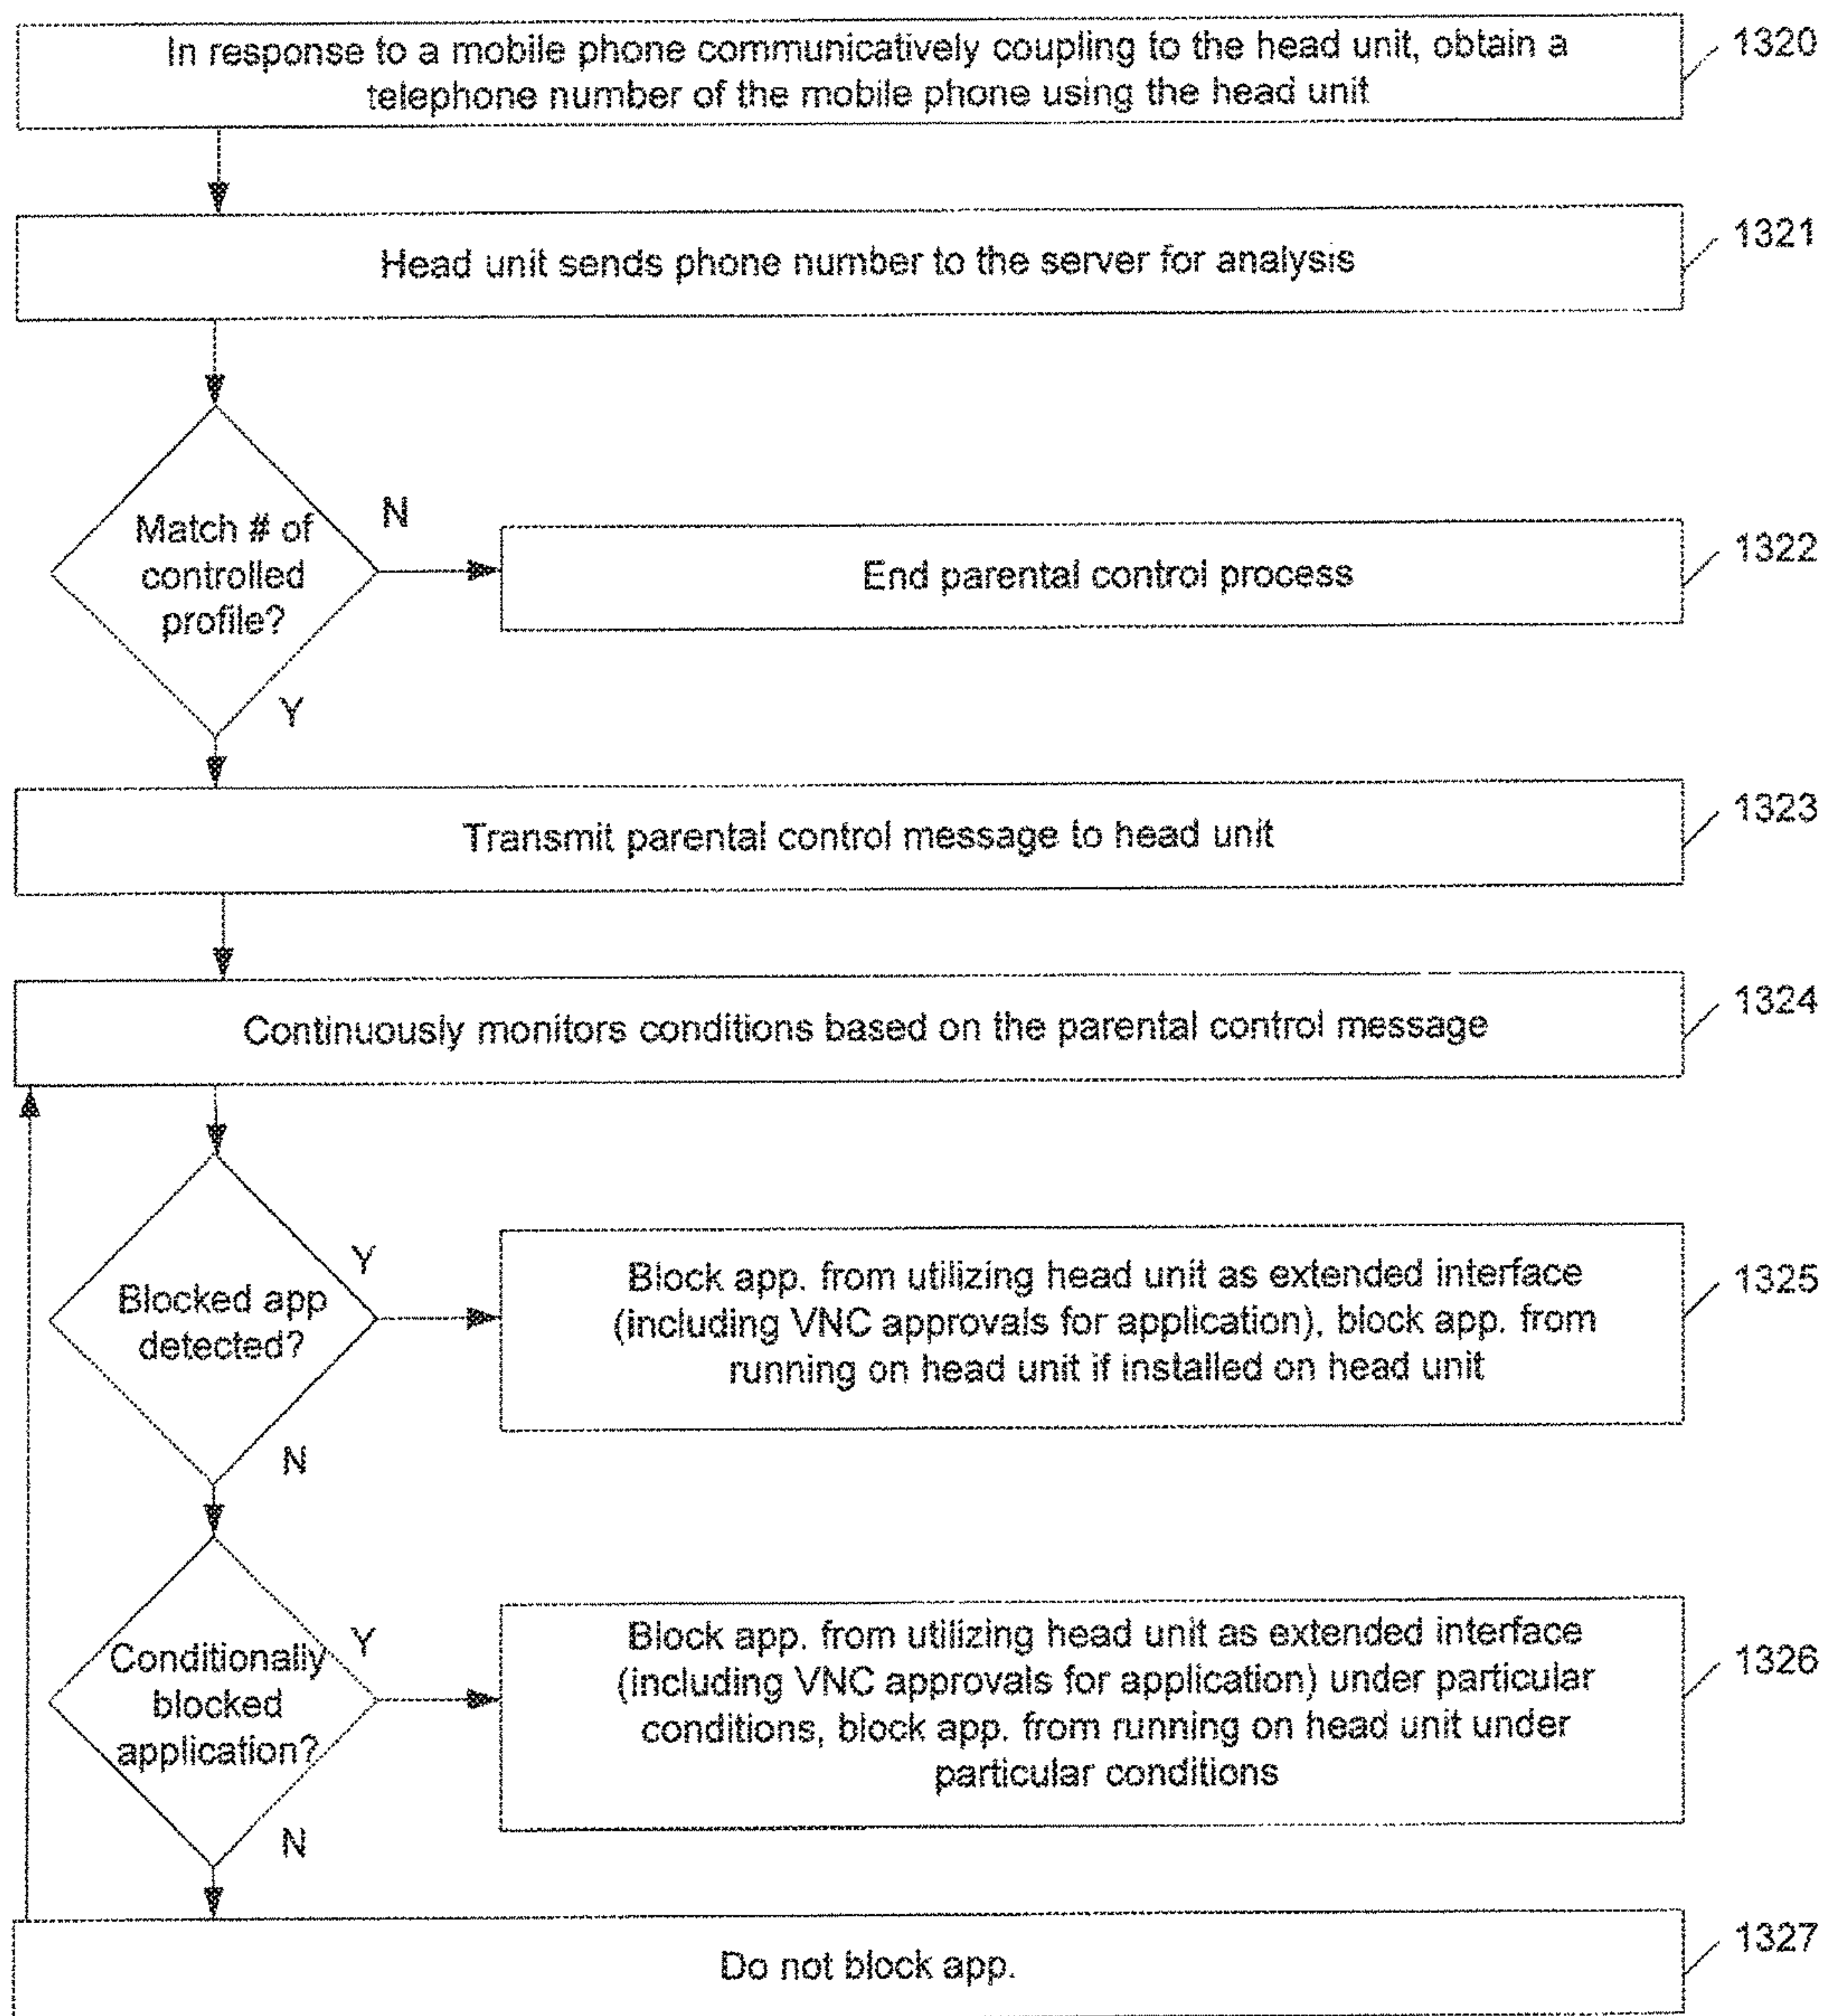 In response to a mobile phone communicatively coupling to the head unit, obtain a
telephone number of the mobile phone using the head unit
1320
Head unit sends phone number to the server for analysis
1321
Match # of
controlled
profile?
N
Y
End parental control process
1322
Transmit parental control message to head unit
1323
Continuously monitors conditions based on the parental control message
1324
Blocked app
detected?
Y
N
Block app. from utilizing head unit as extended interface
(including VNC approvals for application), block app. from
running on head unit if installed on head unit
1325
Conditionally
blocked
application?
Y
N
Block app. from utilizing head unit as extended interface
(including VNC approvals for application) under particular
conditions, block app. from running on head unit under
particular conditions
1326
Do not block app.
1327